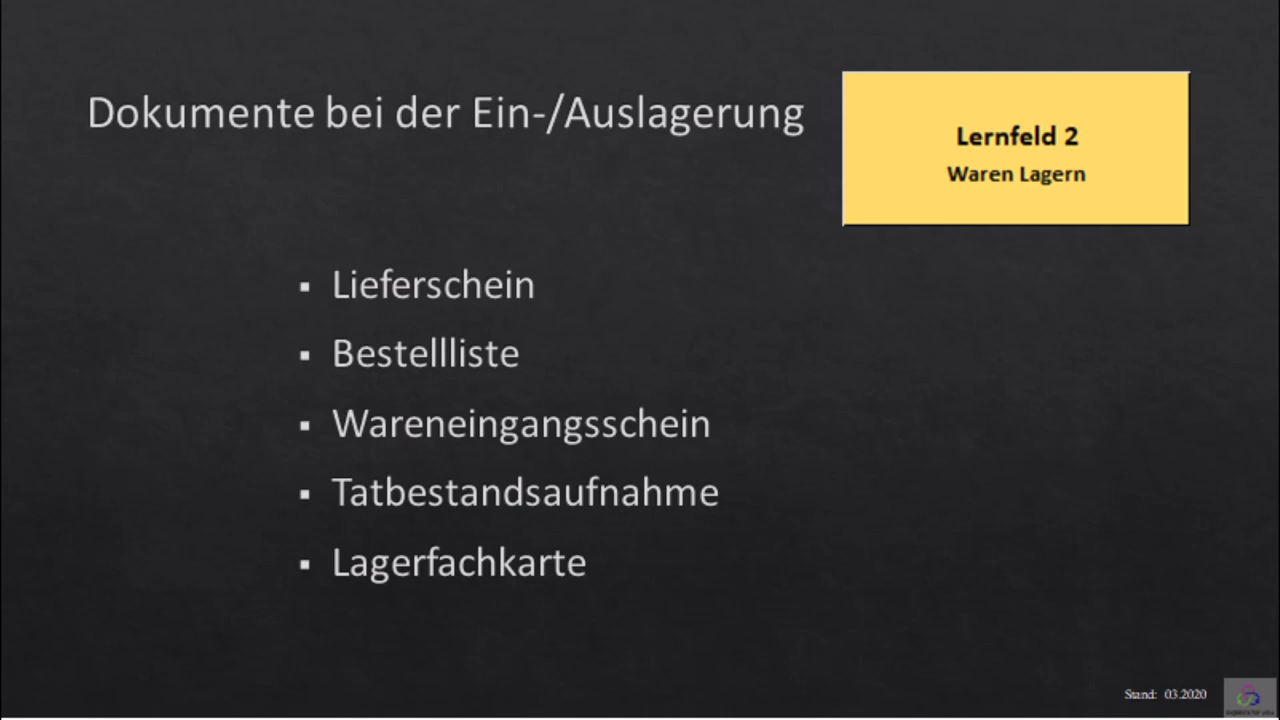 Dokumente bei der Ein-/Auslagerung
Lernfeld 2
Waren Lagern
▪ Lieferschein
▪ Bestellliste
▪ Wareneingangsschein
▪ Tatbestandsaufnahme
▪ Lagerfachkarte
Stand: 03.2020